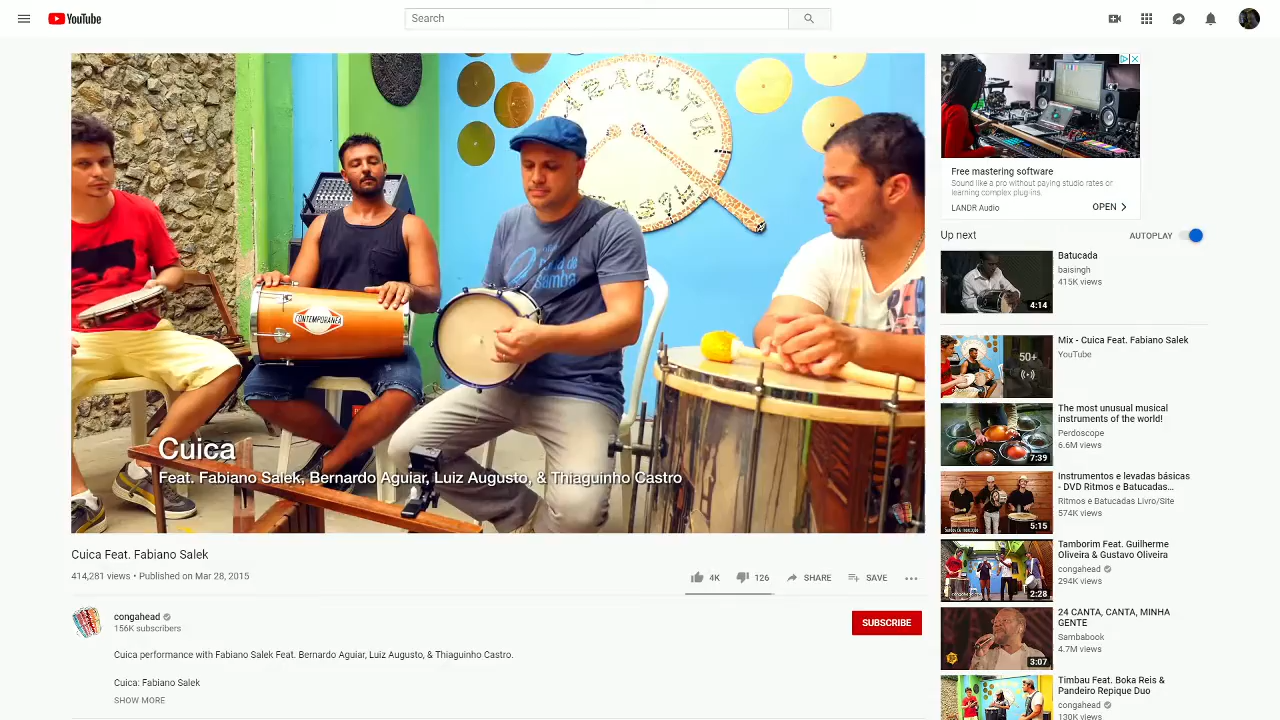 YouTube
Search
MARAGATU
CONTEMPORANEA
Cuica
Feat. Fabiano Salek, Bernardo Aguiar, Luiz Augusto, & Thiaguinho Castro
Cuica Feat. Fabiano Salek
414,281 views • Published on Mar 28, 2015
4K
126
SHARE
SAVE
congahead
156K subscribers
SUBSCRIBE
Cuica performance with Fabiano Salek Feat. Bernardo Aguiar, Luiz Augusto, & Thiaguinho Castro.
Cuica: Fabiano Salek
SHOW MORE
Free mastering software
Sound like a pro without paying studio rates or
learning complex plug-ins.
LANDR Audio
OPEN
Up next
AUTOPLAY
4:14
Batucada
baisingh
415K views
50+
Mix - Cuica Feat. Fabiano Salek
YouTube
7:39
The most unusual musical
instruments of the world!
Perdoscope
6.6M views
5:15
Instrumentos e levadas básicas
- DVD Ritmos e Batucadas...
Ritmos e Batucadas Livro/Site
574K views
2:28
Tamborim Feat. Guilherme
Oliveira & Gustavo Oliveira
congahead
294K views
3:07
24 CANTA, CANTA, MINHA
GENTE
Sambabook
4.7M views
Timbau Feat. Boka Reis &
Pandeiro Repique Duo
congahead
130K views